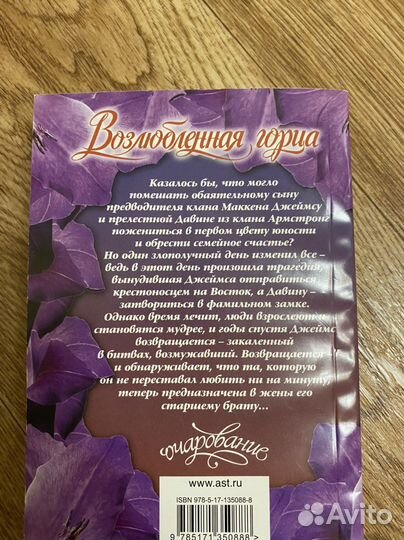 Возлюбленная горца
Казалось бы, что могло
помешать обаятельному сыну
предводителя клана Маккена Джеймсу
и прелестной Давине из клана Армстронг
пожениться в первом цвету юности
и обрести семейное счастье?
Но один злополучный день изменил все –
ведь в этот день произошла трагедия,
вынудившая Джеймса отправиться
крестоносцем на Восток, а Давину –
затвориться в фамильном замке.
Однако время лечит, люди взрослеют и
становятся мудрее, и годы спустя Джеймс
возвращается – закаленный
в битвах, возмужавший. Возвращается –
и обнаруживает, что та, которую
он не переставал любить ни на минуту,
теперь предназначена в жены его
старшему брату...
очарование
www.ast.ru
ISBN 978-5-17-135088-8
9 785171 350888 >
Avito